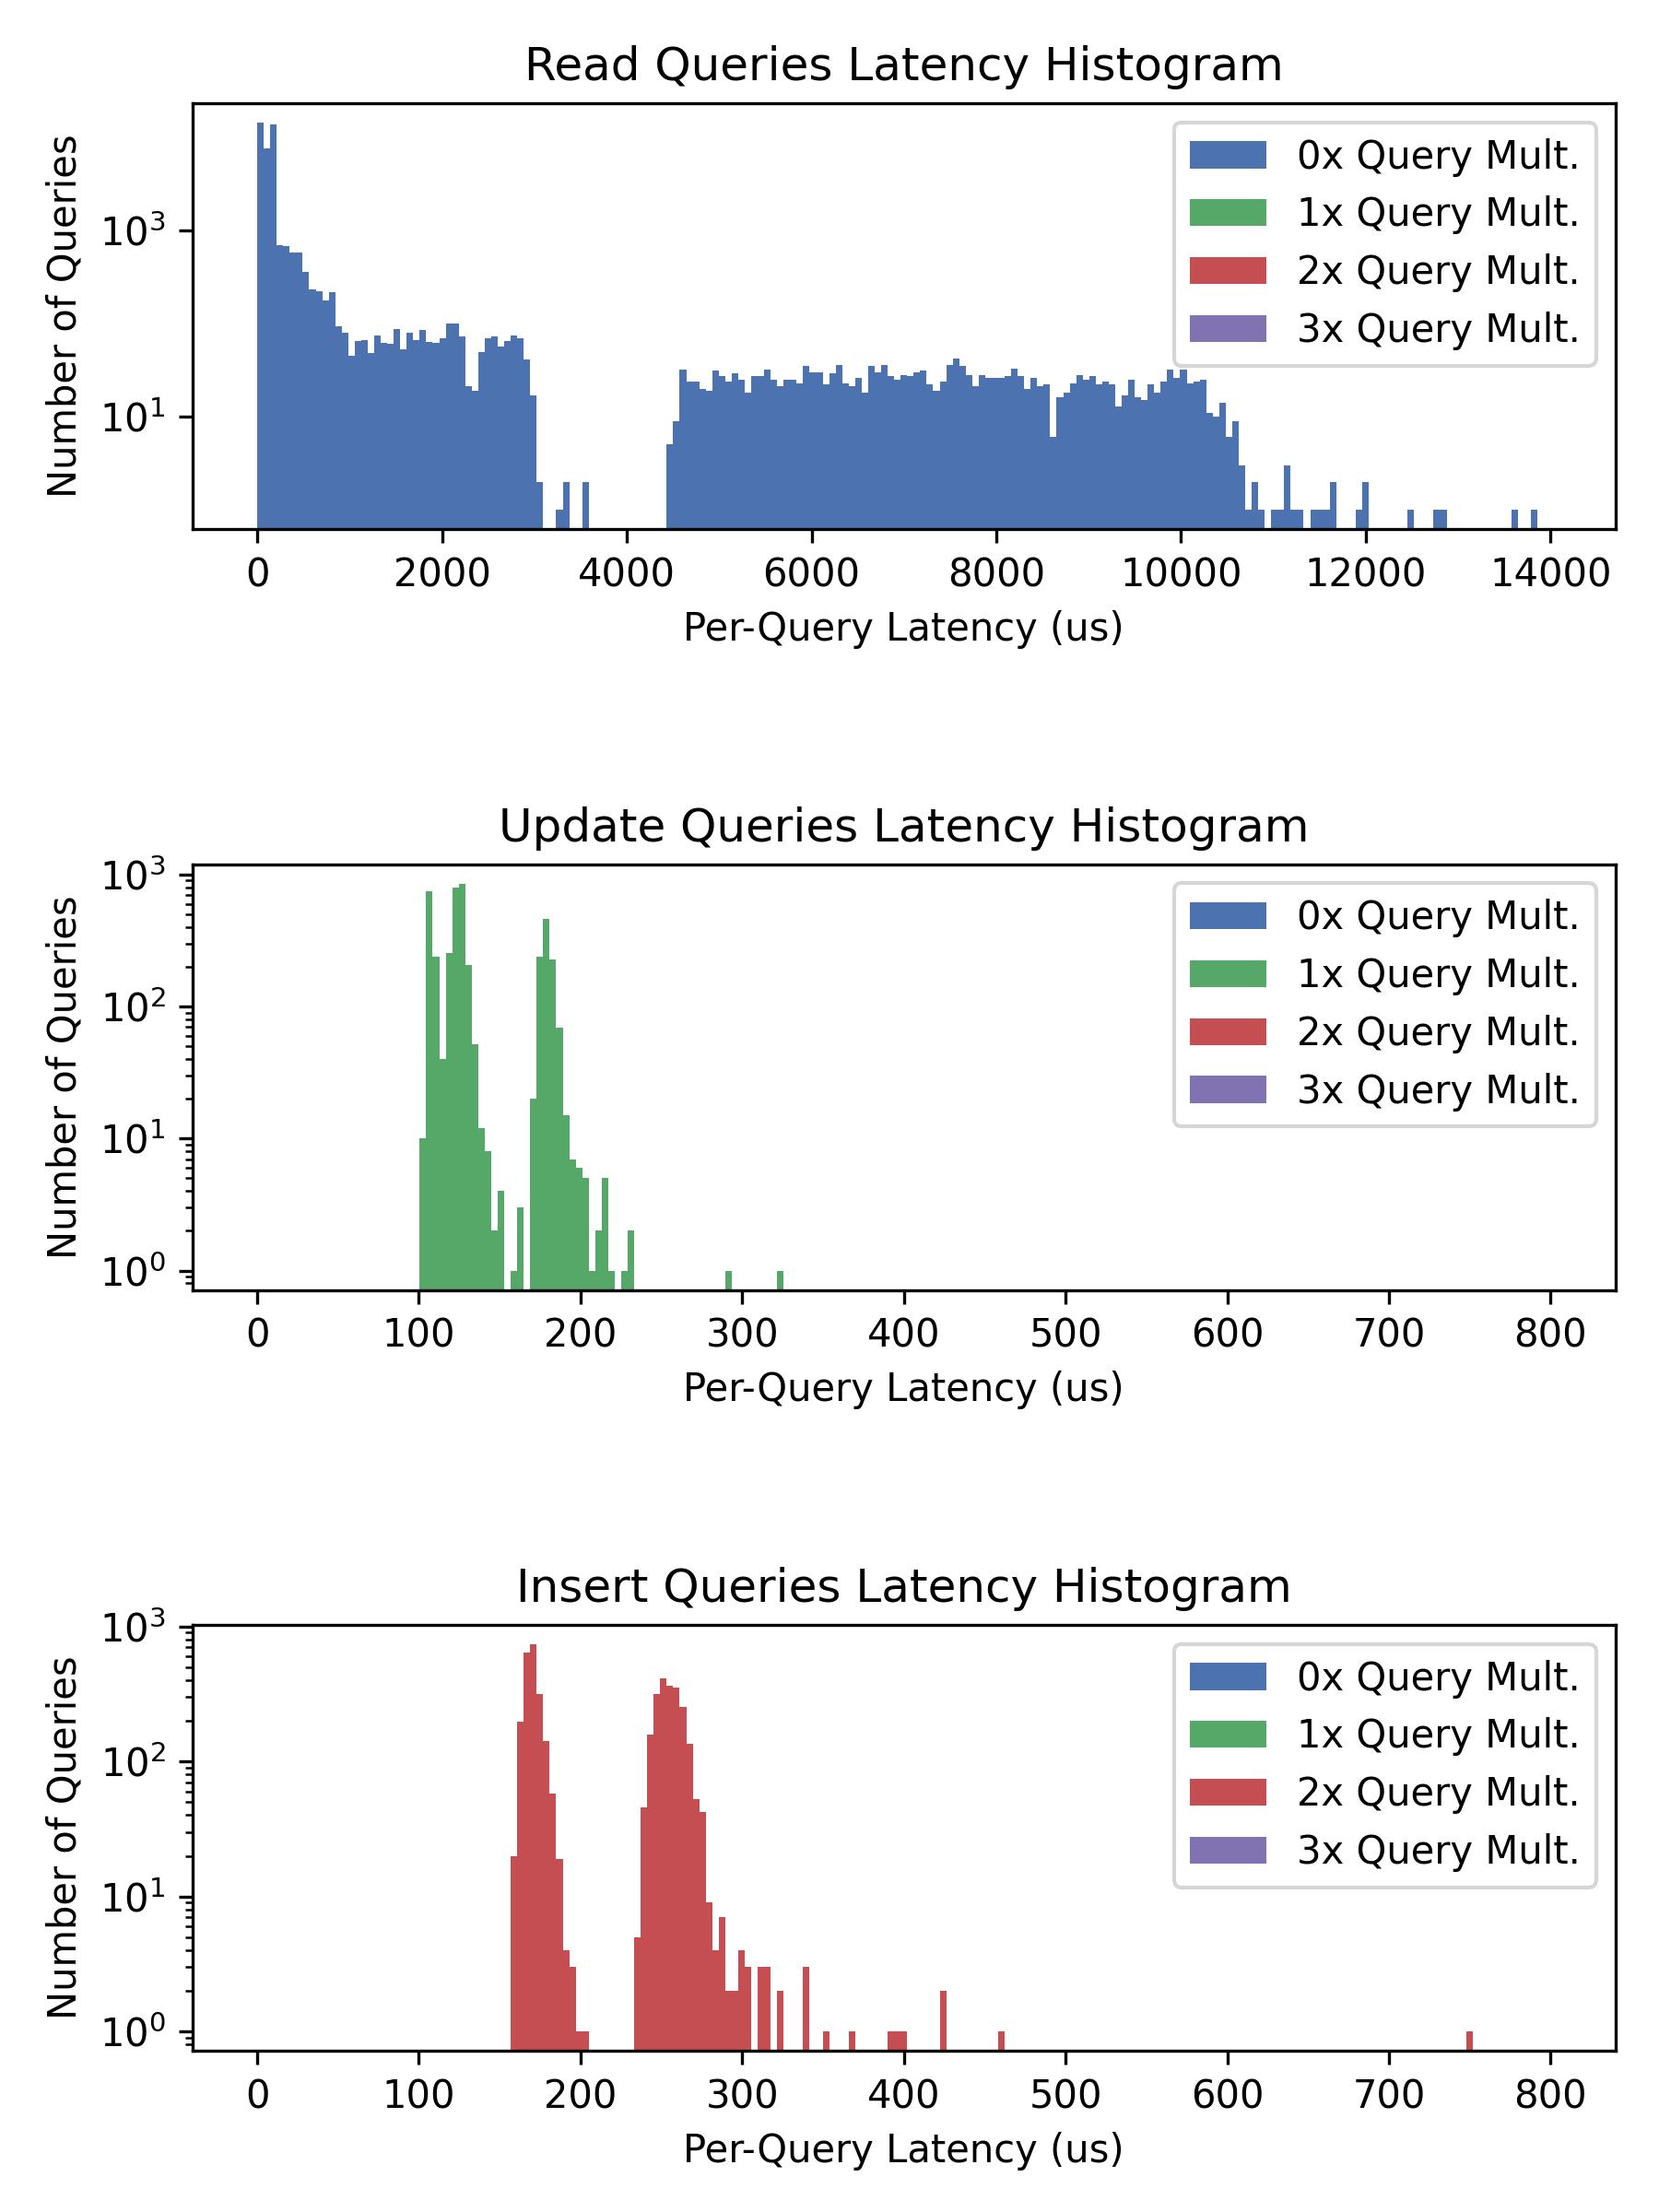 Read Queries Latency Histogram
Number of Queries
10³
10¹
0x Query Mult.
1x Query Mult.
2x Query Mult.
3x Query Mult.
0 2000 4000 6000 8000 10000 12000 14000
Per-Query Latency (us)
Update Queries Latency Histogram
Number of Queries
10³
10²
10¹
10⁰
0x Query Mult.
1x Query Mult.
2x Query Mult.
3x Query Mult.
0 100 200 300 400 500 600 700 800
Per-Query Latency (us)
Insert Queries Latency Histogram
Number of Queries
10³
10²
10¹
10⁰
0x Query Mult.
1x Query Mult.
2x Query Mult.
3x Query Mult.
0 100 200 300 400 500 600 700 800
Per-Query Latency (us)